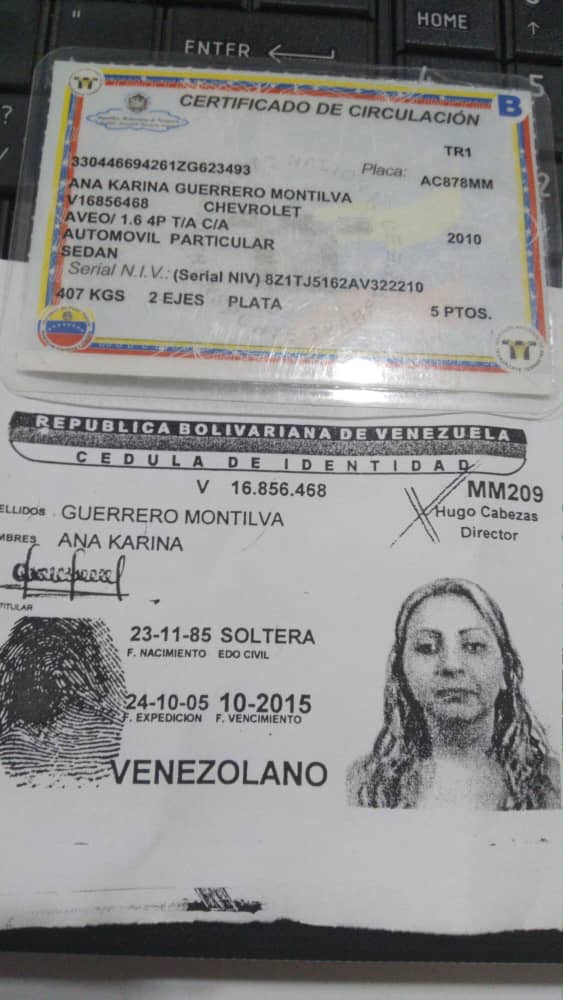 ENTER
HOME
5
2
CERTIFICADO DE CIRCULACIÓN
B
TR1
330446694261ZG623493
Placa: AC878MM
ANA KARINA GUERRERO MONTILVA
V16856468 CHEVROLET
AVEO/ 1.6 4P T/A C/A
AUTOMOVIL PARTICULAR 2010
SEDAN
Serial N.I.V.: (Serial NIV) 8Z1TJ5162AV322210
407 KGS 2 EJES PLATA 5 PTOS.
REPUBLICA BOLIVARIANA DE VENEZUELA
CEDULA DE IDENTIDAD
V 16.856.468
MM209
Hugo Cabezas
Director
ELLIDOS GUERRERO MONTILVA
MBRES ANA KARINA
TITULAR
23-11-85 SOLTERA
F. NACIMIENTO EDO CIVIL
24-10-05 10-2015
F. EXPEDICION F. VENCIMIENTO
VENEZOLANO